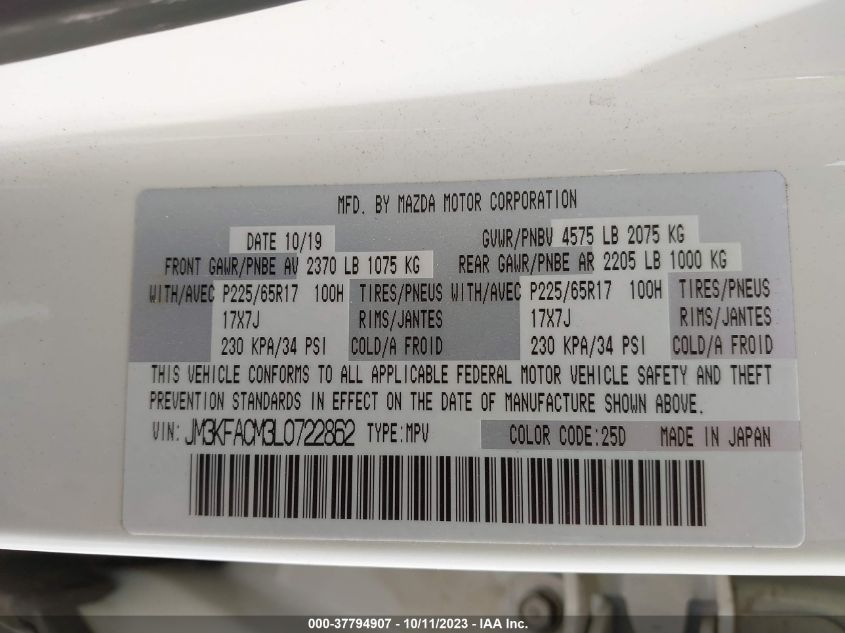 MFD. BY MAZDA MOTOR CORPORATION
DATE 10/19 GVWR/PNBV 4575 LB 2075 KG
FRONT GAWR/PNBE AV 2370 LB 1075 KG REAR GAWR/PNBE AR 2205 LB 1000 KG
WITH/AVEC P225/65R17 100H TIRES/PNEUS WITH/AVEC P225/65R17 100H TIRES/PNEUS
17X7J RIMS/JANTES 17X7J RIMS/JANTES
230 KPA/34 PSI COLD/A FROID 230 KPA/34 PSI COLD/A FROID
THIS VEHICLE CONFORMS TO ALL APPLICABLE FEDERAL MOTOR VEHICLE SAFETY AND THEFT
PREVENTION STANDARDS IN EFFECT ON THE DATE OF MANUFACTURE SHOWN ABOVE.
VIN: JM3KFACM3L0722862 TYPE:MPV COLOR CODE:25D MADE IN JAPAN
000-37794907 - 10/11/2023 - IAA Inc.